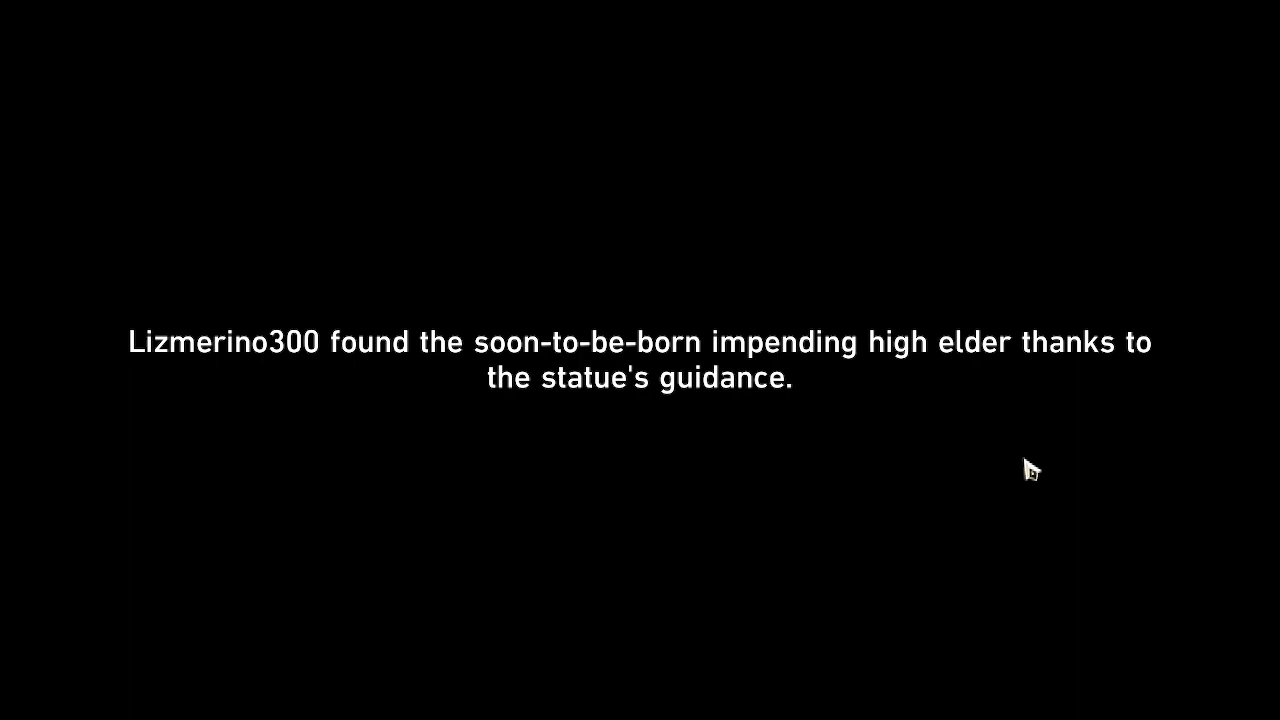 Lizmerino300 found the soon-to-be-born impending high elder thanks to
the statue's guidance.